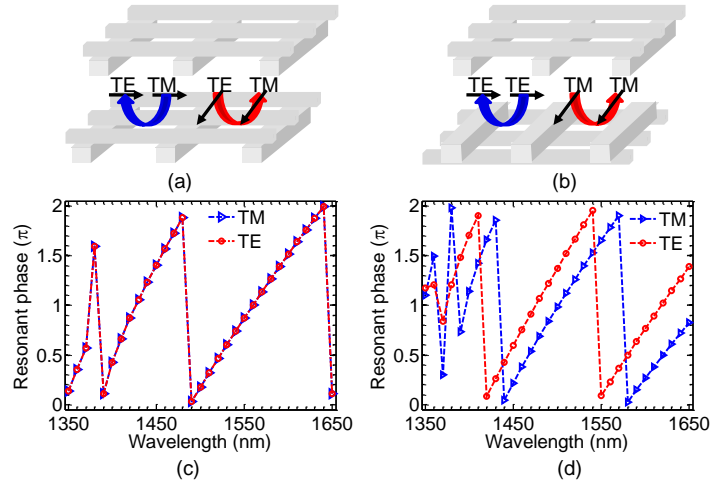 TE TM TE TM
TE TE TM TM
(a)
(b)
2
1.5
1
0.5
0
Resonant phase (π)
TM
TE
1350 1450 1550 1650
Wavelength (nm)
(c)
2
1.5
1
0.5
0
Resonant phase (π)
TM
TE
1350 1450 1550 1650
Wavelength (nm)
(d)